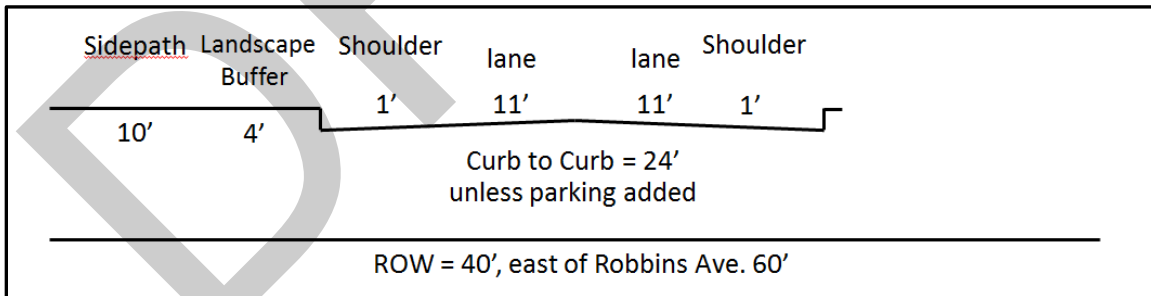 Sidepath Landscape Buffer Shoulder lane lane Shoulder
1’ 11’ 11’ 1’
10’ 4’
Curb to Curb = 24’
unless parking added
ROW = 40’, east of Robbins Ave. 60’